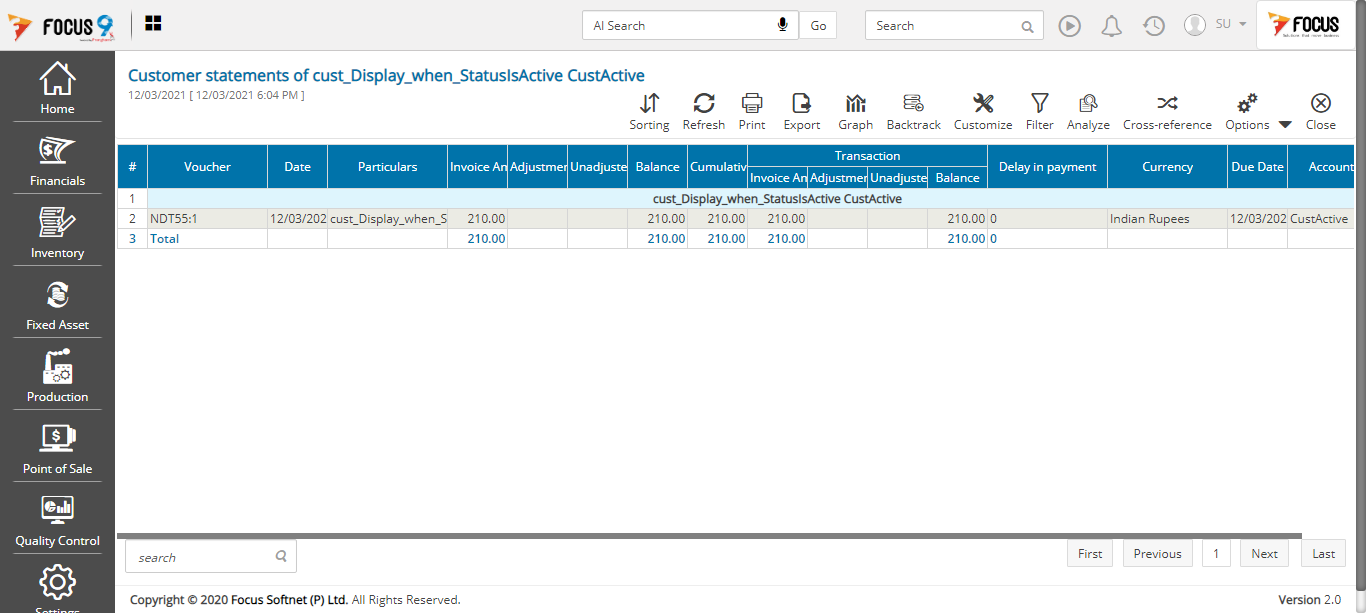 FOCUS 9
AI Search
Go
Search
SU
FOCUS
Customer statements of cust_Display_when_StatusIsActive CustActive
12/03/2021 [ 12/03/2021 6:04 PM ]
Sorting Refresh Print Export Graph Backtrack Customize Filter Analyze Cross-reference Options Close
Home
Financials
Inventory
Fixed Asset
Production
Point of Sale
Quality Control
Settings
# Voucher Date Particulars Invoice An Adjustmer Unadjuste Balance Cumulativ Transaction Delay in payment Currency Due Date Account
Invoice An Adjustmer Unadjuste Balance
1 cust_Display_when_StatusIsActive CustActive
2 NDT55:1 12/03/202 cust_Display_when_S 210.00 210.00 210.00 210.00 210.00 0 Indian Rupees 12/03/202 CustActive
3 Total 210.00 210.00 210.00 210.00 210.00 0
search
First Previous 1 Next Last
Copyright © 2020 Focus Softnet (P) Ltd. All Rights Reserved.
Version 2.0